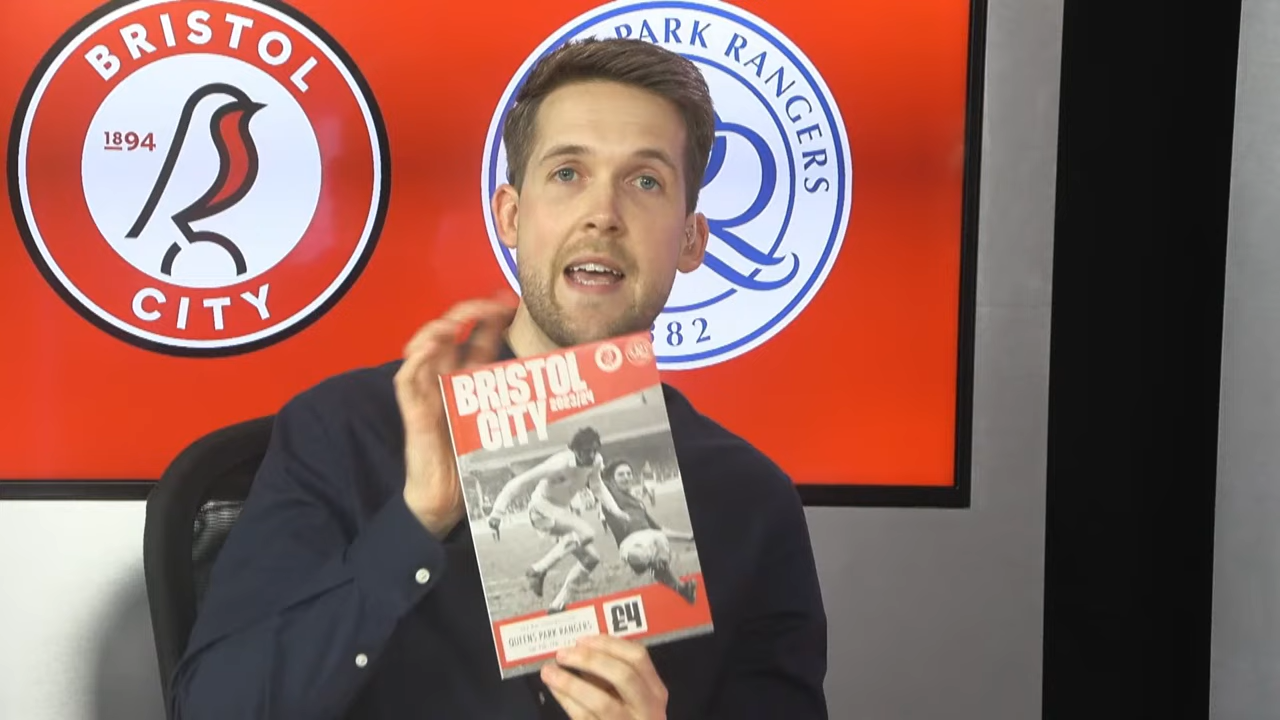 BRISTOL
1894
CITY
PARK RANGERS
882
BRISTOL
CITY
2023/24
QUEENS PARK RANGERS
£4